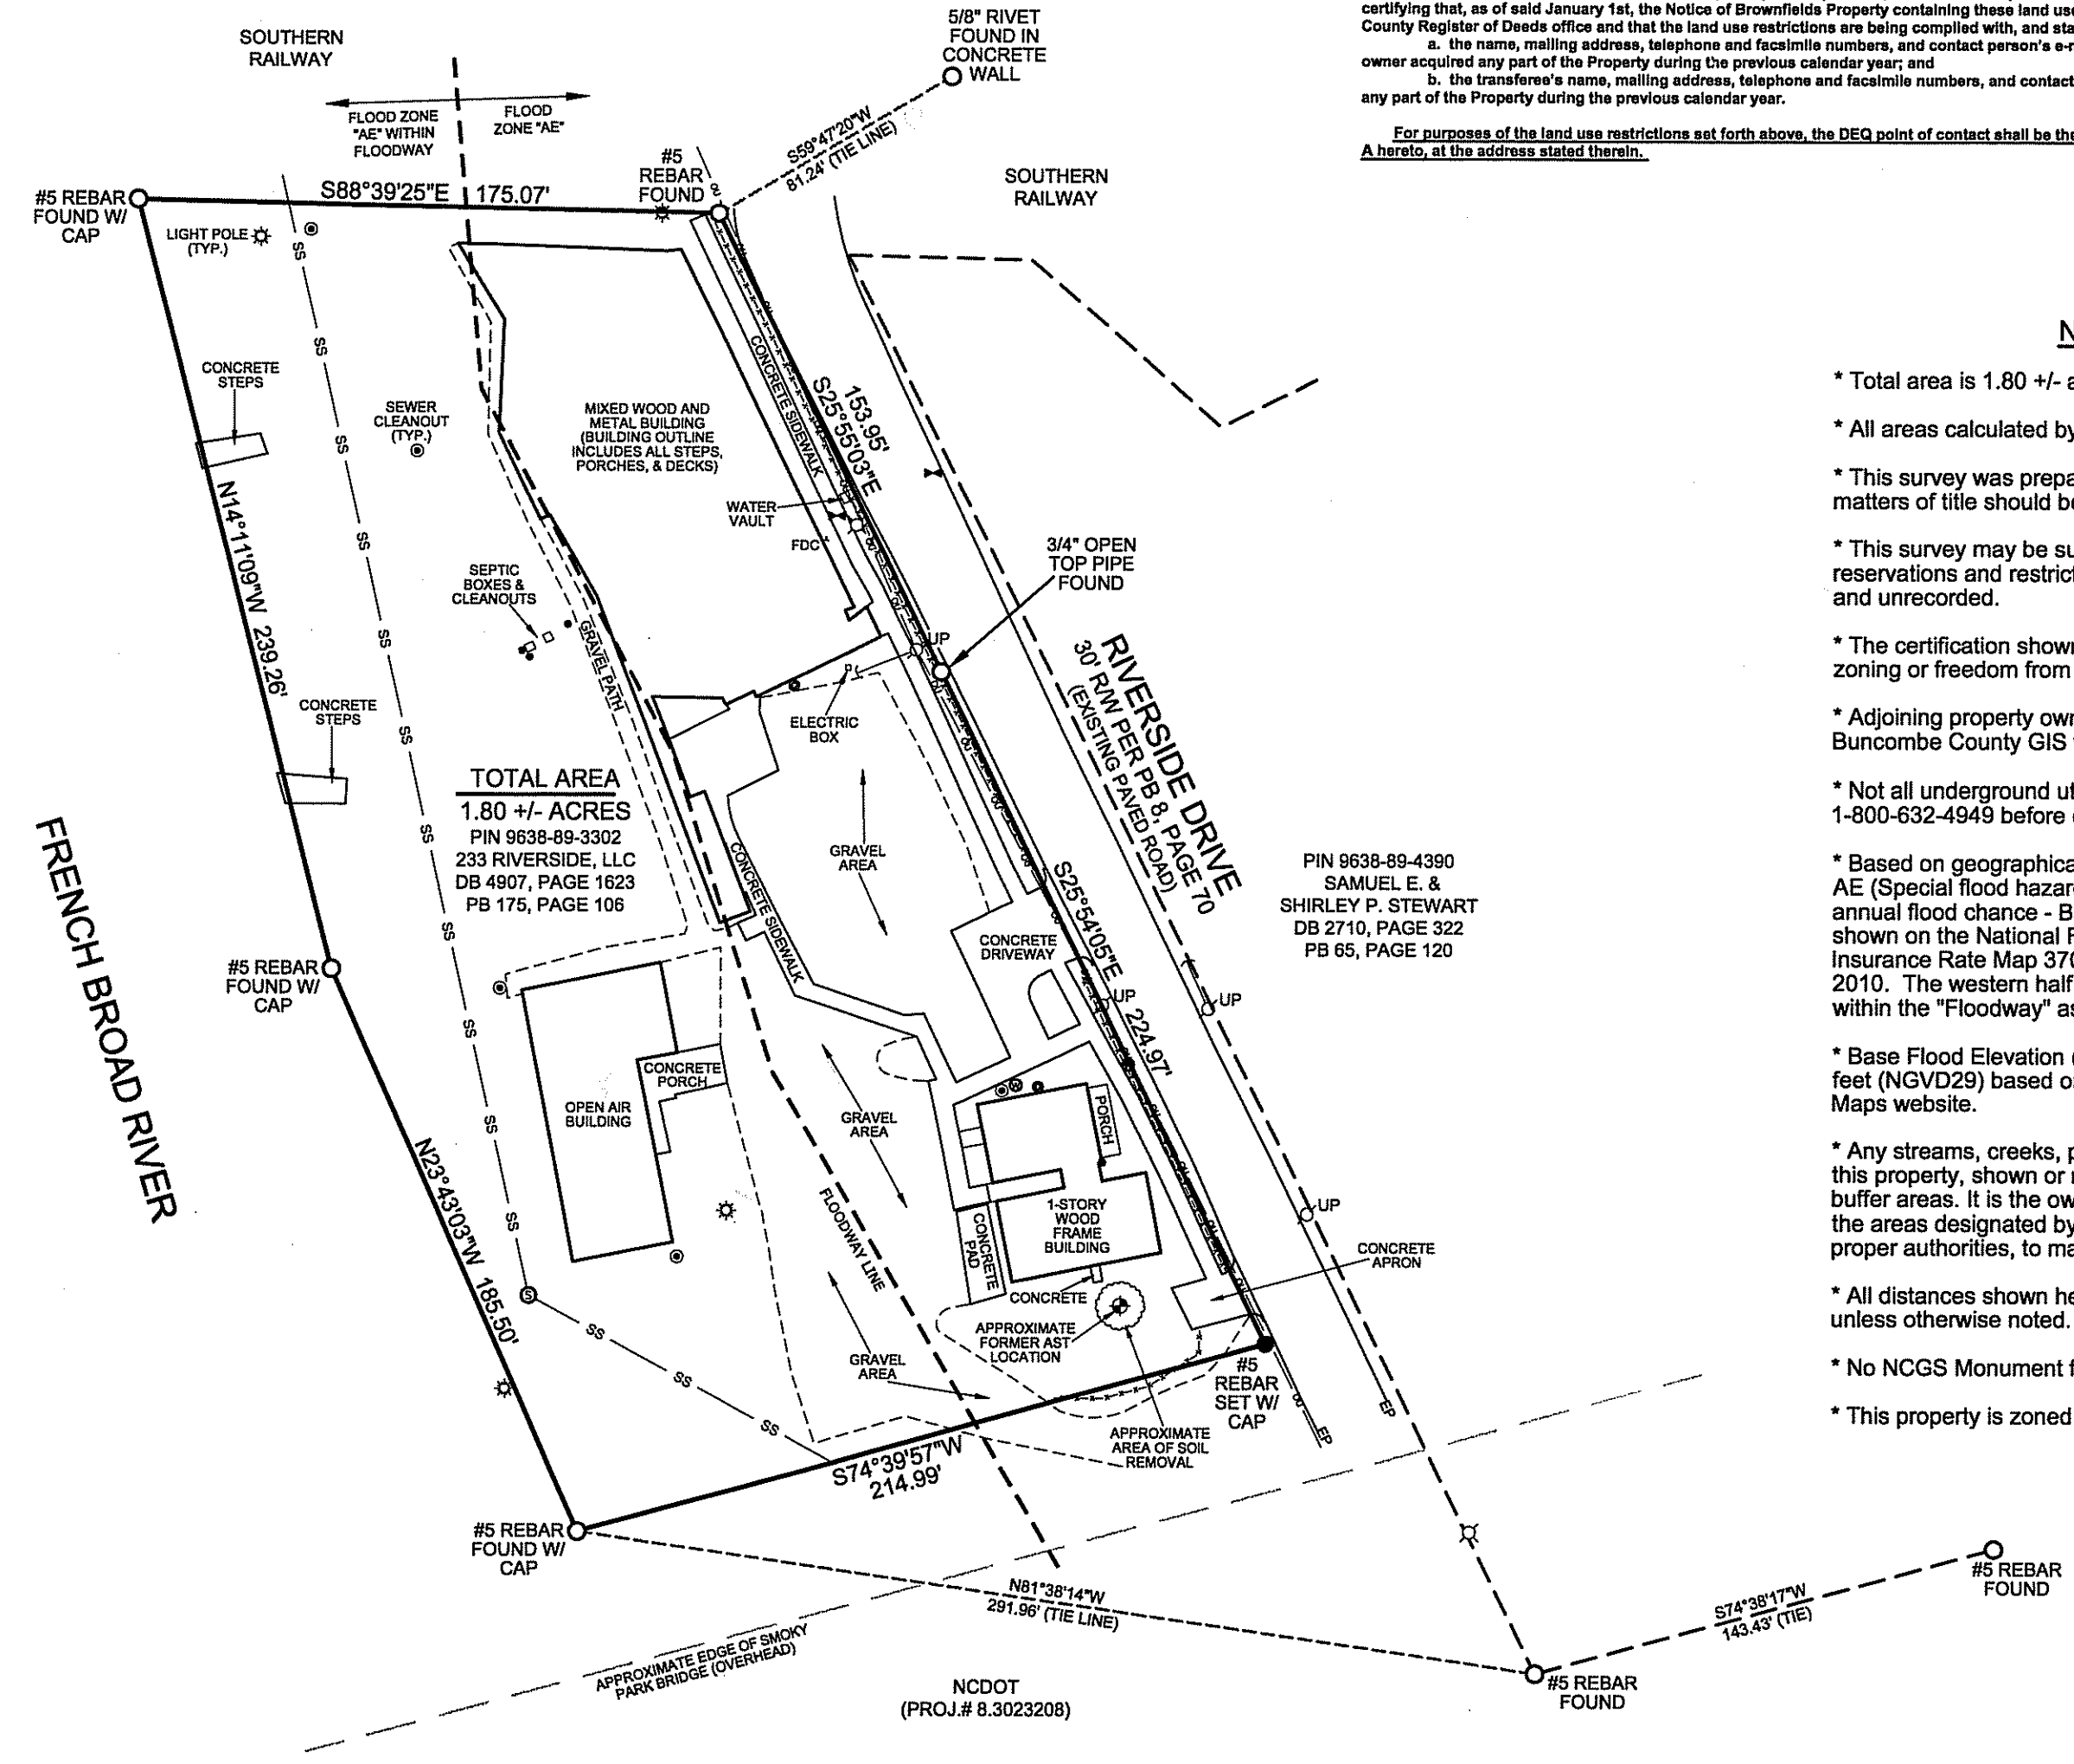 certifying that, as of said January 1st, the Notice of Brownfields Property containing these land use
County Register of Deeds office and that the land use restrictions are being complied with, and sta
a. the name, mailing address, telephone and facsimile numbers, and contact person's e-
owner acquired any part of the Property during the previous calendar year; and
b. the transferee's name, mailing address, telephone and facsimile numbers, and contact
any part of the Property during the previous calendar year.
For purposes of the land use restrictions set forth above, the DEQ point of contact shall be the
A hereto, at the address stated therein.
5/8" RIVET
FOUND IN
CONCRETE
WALL
SOUTHERN
RAILWAY
FLOOD ZONE
"AE" WITHIN
FLOODWAY
FLOOD
ZONE "AE"
S59°47'20"W
81.24' (TIE LINE)
#5
REBAR
FOUND
SOUTHERN
RAILWAY
#5 REBAR
FOUND W/
CAP
S88°39'25"E 175.07'
LIGHT POLE
(TYP.)
CONCRETE
STEPS
SEWER
CLEANOUT
(TYP.)
MIXED WOOD AND
METAL BUILDING
(BUILDING OUTLINE
INCLUDES ALL STEPS,
PORCHES, & DECKS)
CONCRETE SIDEWALK
153.95'
S25°55'03"E
WATER
VAULT
FDC
3/4" OPEN
TOP PIPE
FOUND
N14°11'09"W 239.26'
SEPTIC
BOXES &
CLEANOUTS
GRAVEL PATH
UP
ELECTRIC
BOX
CONCRETE
STEPS
RIVERSIDE DRIVE
30' R/W PER PB 8, PAGE 70
(EXISTING PAVED ROAD)
TOTAL AREA
1.80 +/- ACRES
PIN 9638-89-3302
233 RIVERSIDE, LLC
DB 4907, PAGE 1623
PB 175, PAGE 106
GRAVEL
AREA
CONCRETE SIDEWALK
PIN 9638-89-4390
SAMUEL E. &
SHIRLEY P. STEWART
DB 2710, PAGE 322
PB 65, PAGE 120
FRENCH BROAD RIVER
#5 REBAR
FOUND W/
CAP
CONCRETE
DRIVEWAY
S25°54'05"E 224.97'
UP
UP
CONCRETE
PORCH
OPEN AIR
BUILDING
GRAVEL
AREA
PORCH
N23°43'03"W 185.50'
FLOODWAY LINE
1-STORY
WOOD
FRAME
BUILDING
CONCRETE
PAD
UP
CONCRETE
APRON
CONCRETE
APPROXIMATE
FORMER AST
LOCATION
GRAVEL
AREA
#5
REBAR
SET W/
CAP
EP
EP
APPROXIMATE
AREA OF SOIL
REMOVAL
S74°39'57"W
214.99'
SS SS SS SS SS SS SS SS SS SS SS SS
SS SS SS
S
#5 REBAR
FOUND W/
CAP
N81°38'14"W
291.96' (TIE LINE)
APPROXIMATE EDGE OF SMOKY
PARK BRIDGE (OVERHEAD)
NCDOT
(PROJ.# 8.3023208)
S74°38'17"W
143.43' (TIE)
#5 REBAR
FOUND
#5 REBAR
FOUND
* Total area is 1.80 +/-
* All areas calculated by
* This survey was prepa
matters of title should b
* This survey may be su
reservations and restric
and unrecorded.
* The certification show
zoning or freedom from
* Adjoining property own
Buncombe County GIS
* Not all underground ut
1-800-632-4949 before
* Based on geographica
AE (Special flood hazar
annual flood chance - B
shown on the National F
Insurance Rate Map 370
2010. The western half
within the "Floodway" as
* Base Flood Elevation (
feet (NGVD29) based o
Maps website.
* Any streams, creeks, p
this property, shown or
buffer areas. It is the ow
the areas designated by
proper authorities, to ma
* All distances shown he
unless otherwise noted.
* No NCGS Monument f
* This property is zoned